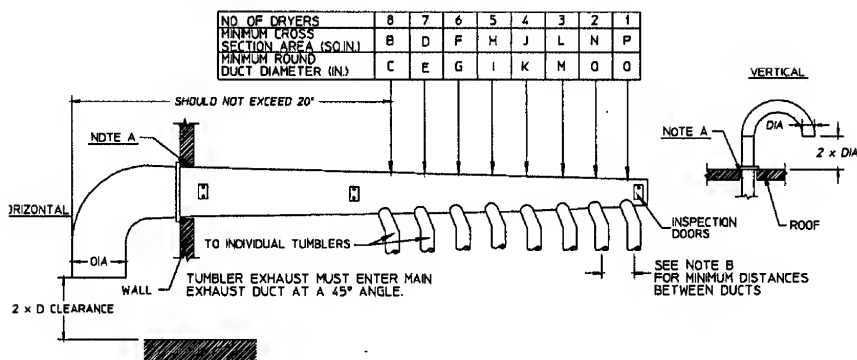 NO. OF DRYERS 8 7 6 5 4 3 2 1
MINIMUM CROSS
SECTION AREA (SQ.IN.) B D F H J L N P
MINIMUM ROUND
DUCT DIAMETER (IN.) C E G I K M O Q
SHOULD NOT EXCEED 20"
NOTE A
ORIZONTAL
DIA
WALL
2 x D CLEARANCE
TO INDIVIDUAL TUMBLERS
TUMBLER EXHAUST MUST ENTER MAIN
EXHAUST DUCT AT A 45° ANGLE.
INSPECTION
DOORS
SEE NOTE B
FOR MINIMUM DISTANCES
BETWEEN DUCTS
VERTICAL
NOTE A
DIA
2 x DIA
ROOF